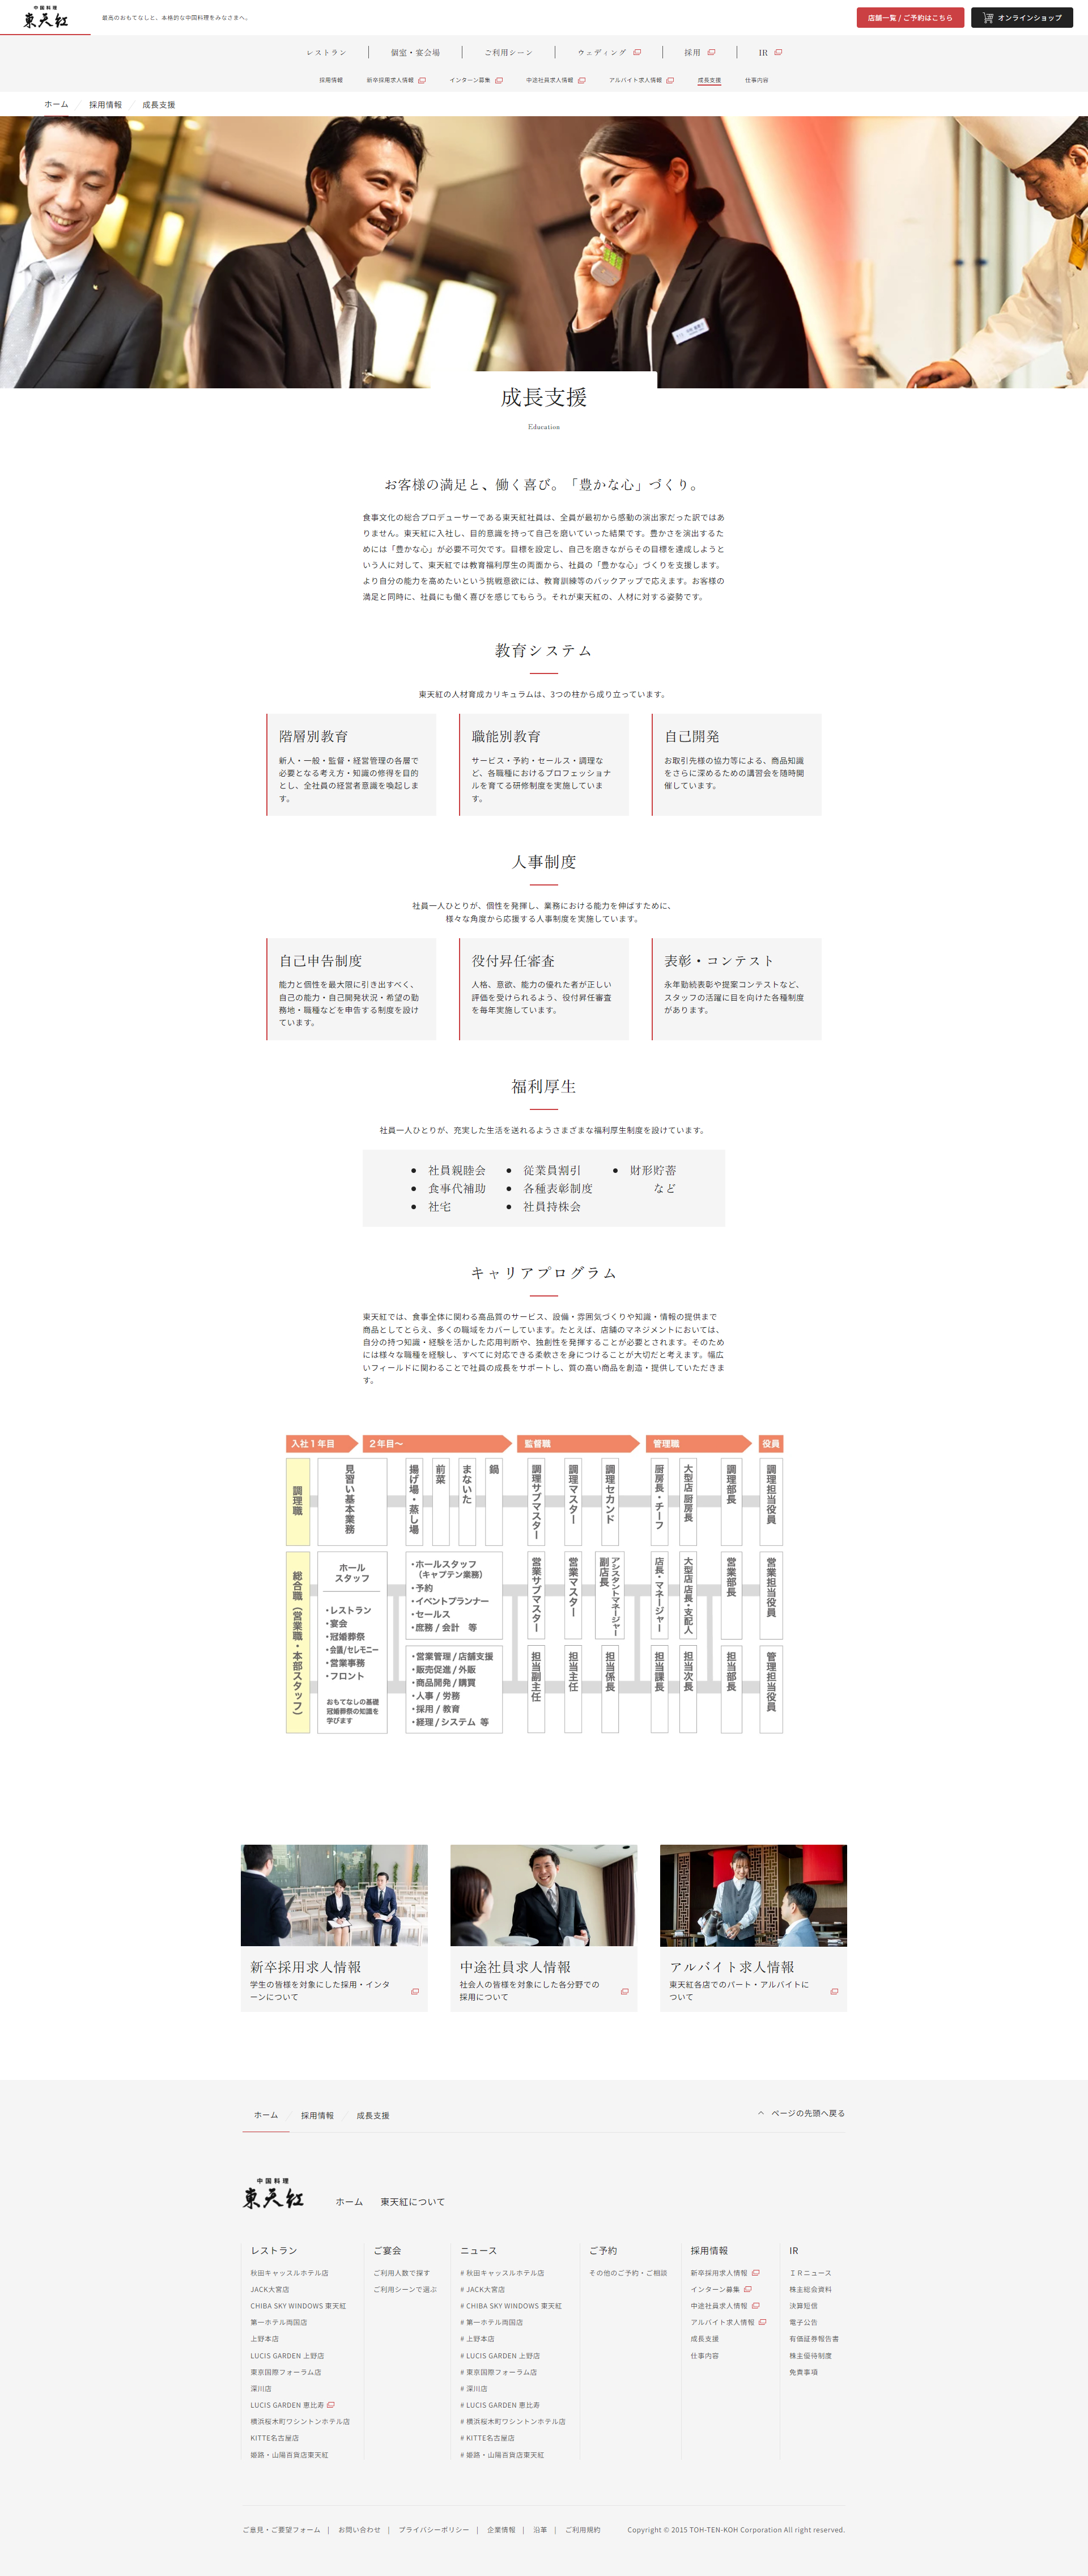 中国料理
東天紅
最高のおもてなしと、本格的な中国料理をみなさまへ。
店舗一覧 / ご予約はこちら
オンラインショップ
レストラン
個室・宴会場
ご利用シーン
ウェディング
採用
IR
採用情報
新卒採用求人情報
インターン募集
中途社員求人情報
アルバイト求人情報
成長支援
仕事内容
ホーム
採用情報
成長支援
成長支援
Education
お客様の満足と、働く喜び。「豊かな心」づくり。
食事文化の総合プロデューサーである東天紅社員は、全員が最初から感動の演出家だった訳ではあ
りません。東天紅に入社し、目的意識を持って自己を磨いていった結果です。豊かさを演出するた
めには「豊かな心」が必要不可欠です。目標を設定し、自己を磨きながらその目標を達成しようと
いう人に対して、東天紅では教育福利厚生の両面から、社員の「豊かな心」づくりを支援します。
より自分の能力を高めたいという挑戦意欲には、教育訓練等のバックアップで応えます。お客様の
満足と同時に、社員にも働く喜びを感じてもらう。それが東天紅の、人材に対する姿勢です。
教育システム
東天紅の人材育成カリキュラムは、3つの柱から成り立っています。
階層別教育
新人・一般・監督・経営管理の各層で
必要となる考え方・知識の修得を目的
とし、全社員の経営者意識を喚起しま
す。
職能別教育
サービス・予約・セールス・調理な
ど、各職種におけるプロフェッショナ
ルを育てる研修制度を実施していま
す。
自己開発
お取引先様の協力等による、商品知識
をさらに深めるための講習会を随時開
催しています。
人事制度
社員一人ひとりが、個性を発揮し、業務における能力を伸ばすために、
様々な角度から応援する人事制度を実施しています。
自己申告制度
能力と個性を最大限に引き出すべく、
自己の能力・自己開発状況・希望の勤
務地・職種などを申告する制度を設け
ています。
役付昇任審査
人格、意欲、能力の優れた者が正しい
評価を受けられるよう、役付昇任審査
を毎年実施しています。
表彰・コンテスト
永年勤続表彰や提案コンテストなど、
スタッフの活躍に目を向けた各種制度
があります。
福利厚生
社員一人ひとりが、充実した生活を送れるようさまざまな福利厚生制度を設けています。
● 社員親睦会
● 食事代補助
● 社宅
● 従業員割引
● 各種表彰制度
● 社員持株会
● 財形貯蓄
など
キャリアプログラム
東天紅では、食事全体に関わる高品質のサービス、設備・雰囲気づくりや知識・情報の提供まで
商品としてとらえ、多くの職域をカバーしています。たとえば、店舗のマネジメントにおいては、
自分の持つ知識・経験を活かした応用判断や、独創性を発揮することが必要とされます。そのため
には様々な職種を経験し、すべてに対応できる柔軟さを身につけることが大切だと考えます。幅広
いフィールドに関わることで社員の成長をサポートし、質の高い商品を創造・提供していただきま
す。
入社１年目
２年目〜
監督職
管理職
役員
調理職
見習い基本業務
揚げ場・蒸し場
前菜
まないた
鍋
調理サブマスター
調理マスター
調理セカンド
厨房長・チーフ
大型店 厨房長
調理部長
調理担当役員
総合職（営業職・本部スタッフ）
ホール
スタッフ
・レストラン
・宴会
・冠婚葬祭
・会議/セレモニー
・営業事務
・フロント
おもてなしの基礎
冠婚葬祭の知識を
学びます
・ホールスタッフ
（キャプテン業務）
・予約
・イベントプランナー
・セールス
・庶務 / 会計 等
営業サブマスター
営業マスター
アシスタントマネージャー
副店長
店長・マネージャー
大型店 店長・支配人
営業部長
営業担当役員
・営業管理 / 店舗支援
・販売促進 / 外販
・商品開発 / 購買
・人事 / 労務
・採用 / 教育
・経理 / システム 等
担当副主任
担当主任
担当係長
担当課長
担当次長
担当部長
管理担当役員
新卒採用求人情報
学生の皆様を対象にした採用・インタ
ーンについて
中途社員求人情報
社会人の皆様を対象にした各分野での
採用について
アルバイト求人情報
東天紅各店でのパート・アルバイトに
ついて
ホーム
採用情報
成長支援
ページの先頭へ戻る
中国料理
東天紅
ホーム
東天紅について
レストラン
秋田キャッスルホテル店
JACK大宮店
CHIBA SKY WINDOWS 東天紅
第一ホテル両国店
上野本店
LUCIS GARDEN 上野店
東京国際フォーラム店
深川店
LUCIS GARDEN 恵比寿
横浜桜木町ワシントンホテル店
KITTE名古屋店
姫路・山陽百貨店東天紅
ご宴会
ご利用人数で探す
ご利用シーンで選ぶ
ニュース
# 秋田キャッスルホテル店
# JACK大宮店
# CHIBA SKY WINDOWS 東天紅
# 第一ホテル両国店
# 上野本店
# LUCIS GARDEN 上野店
# 東京国際フォーラム店
# 深川店
# LUCIS GARDEN 恵比寿
# 横浜桜木町ワシントンホテル店
# KITTE名古屋店
# 姫路・山陽百貨店東天紅
ご予約
その他のご予約・ご相談
採用情報
新卒採用求人情報
インターン募集
中途社員求人情報
アルバイト求人情報
成長支援
仕事内容
IR
ＩＲニュース
株主総会資料
決算短信
電子公告
有価証券報告書
株主優待制度
免責事項
ご意見・ご要望フォーム | お問い合わせ | プライバシーポリシー | 企業情報 | 沿革 | ご利用規約
Copyright © 2015 TOH-TEN-KOH Corporation All right reserved.